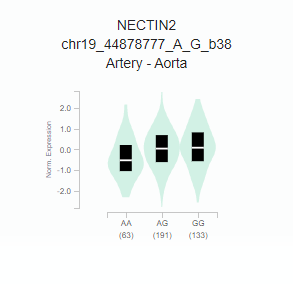 NECTIN2
chr19_44878777_A_G_b38
Artery - Aorta
Norm. Expression
2.0
1.0
0.0
-1.0
-2.0
AA AG GG
(63) (191) (133)